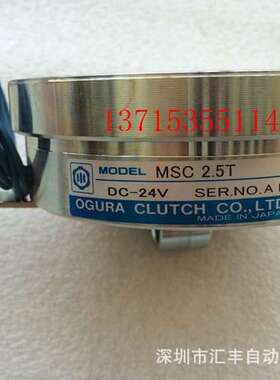 13715355114
MODEL MSC 2.5T
DC-24V SER.NO.A
OGURA CLUTCH CO.,LTD
MADE IN JAPA
深圳市汇丰自动